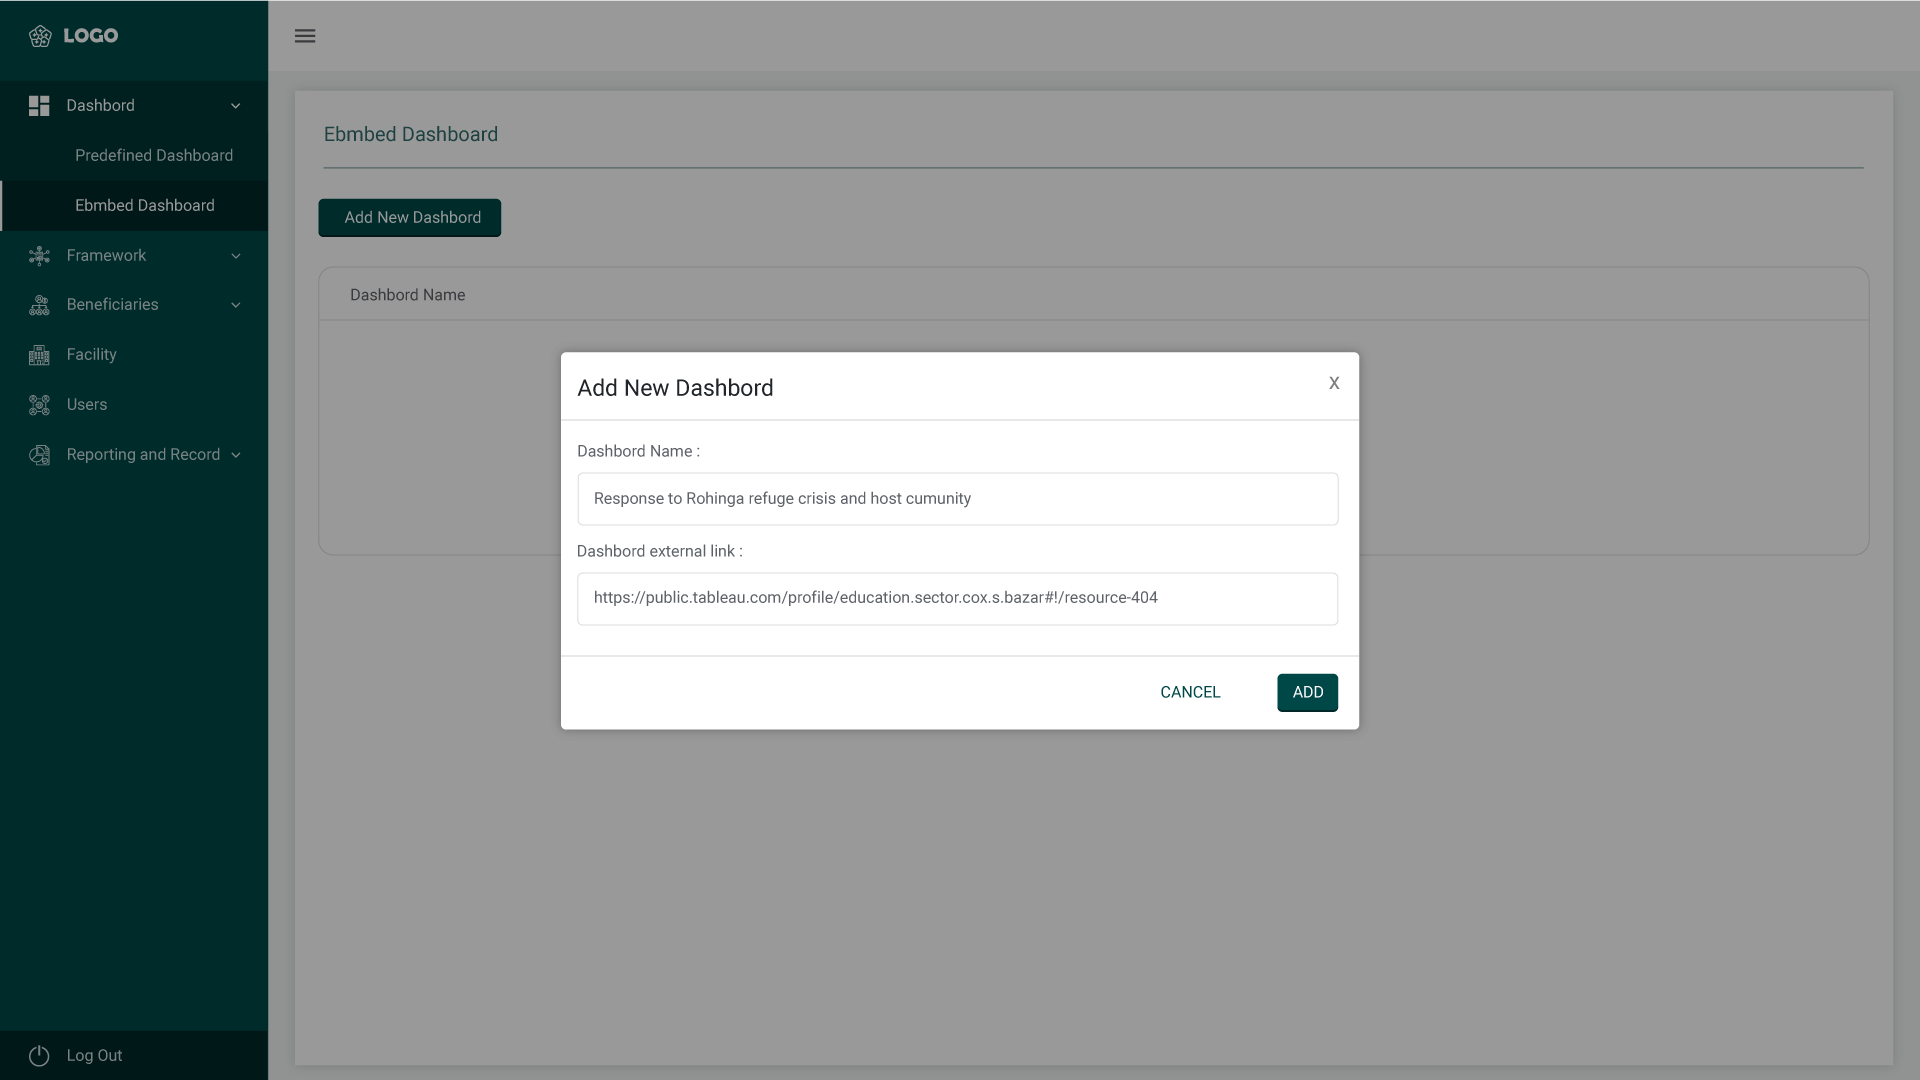 LOGO
Dashbord
Predefined Dashboard
Ebmbed Dashboard
Framework
Beneficiaries
Facility
Users
Reporting and Record
Log Out
Ebmbed Dashboard
Add New Dashbord
Dashbord Name
Add New Dashbord
X
Dashbord Name :
Response to Rohinga refuge crisis and host cumunity
Dashbord external link :
https://public.tableau.com/profile/education.sector.cox.s.bazar#!/resource-404
CANCEL
ADD